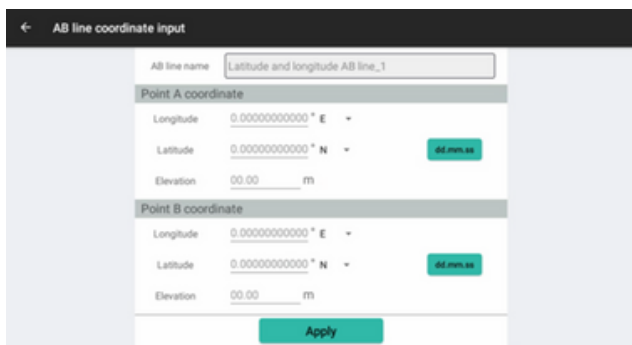 ← AB line coordinate input
AB line name Latitude and longitude AB line_1
Point A coordinate
Longitude 0.00000000000° E
Latitude 0.00000000000° N dd.mm.ss
Elevation 00.00 m
Point B coordinate
Longitude 0.00000000000° E
Latitude 0.00000000000° N dd.mm.ss
Elevation 00.00 m
Apply